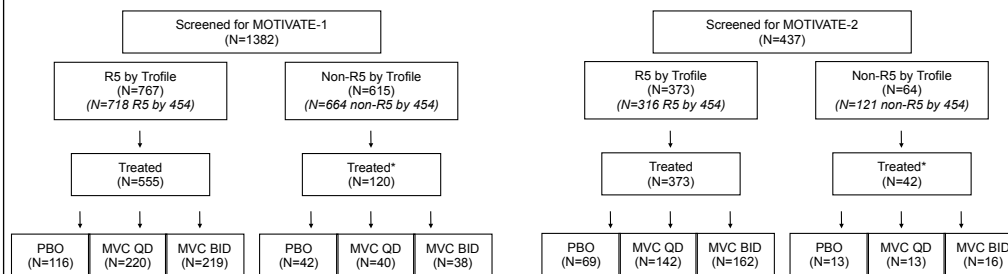 Screened for MOTIVATE-1
(N=1382)
R5 by Trofile
(N=767)
(N=718 R5 by 454)
Non-R5 by Trofile
(N=615)
(N=664 non-R5 by 454)
Treated
(N=555)
Treated*
(N=120)
PBO
(N=116)
MVC QD
(N=220)
MVC BID
(N=219)
PBO
(N=42)
MVC QD
(N=40)
MVC BID
(N=38)
Screened for MOTIVATE-2
(N=437)
R5 by Trofile
(N=373)
(N=316 R5 by 454)
Non-R5 by Trofile
(N=64)
(N=121 non-R5 by 454)
Treated
(N=373)
Treated*
(N=42)
PBO
(N=69)
MVC QD
(N=142)
MVC BID
(N=162)
PBO
(N=13)
MVC QD
(N=13)
MVC BID
(N=16)